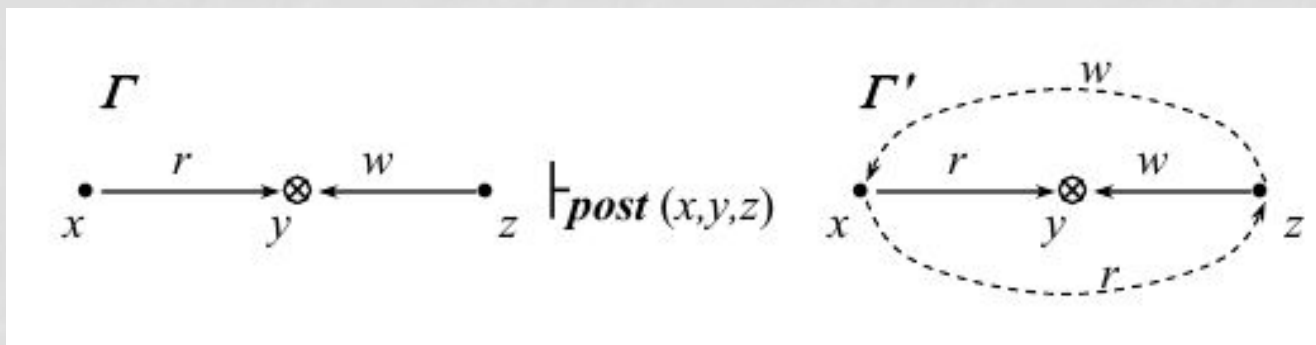 Γ
r w
x y z
⊢post (x,y,z)
Γ'
w
r w
x y z
r